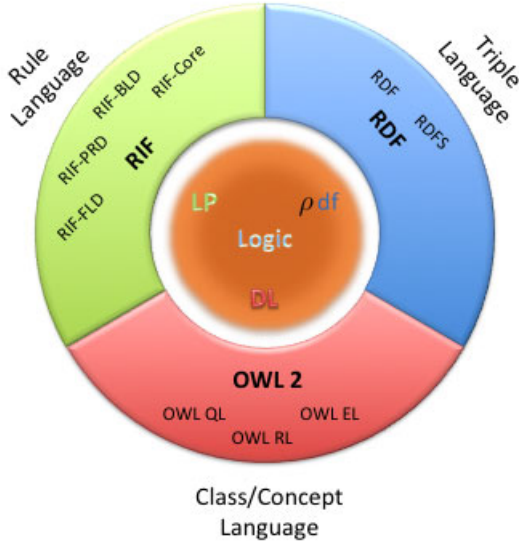 Rule
Language
RIF-FLD
RIF-PRD
RIF-BLD
RIF-Core
RIF
Triple
Language
RDF
RDFS
RDF
LP
ρdf
Logic
DL
OWL 2
OWL QL
OWL EL
OWL RL
Class/Concept
Language